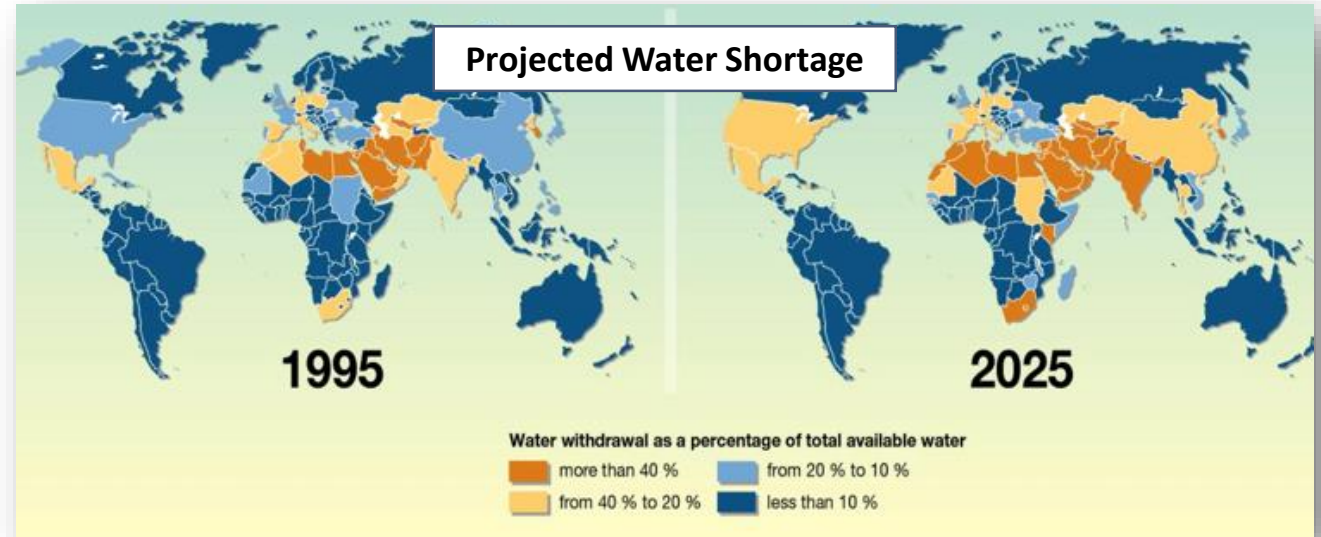 Projected Water Shortage
1995
2025
Water withdrawal as a percentage of total available water
more than 40 %
from 20 % to 10 %
from 40 % to 20 %
less than 10 %